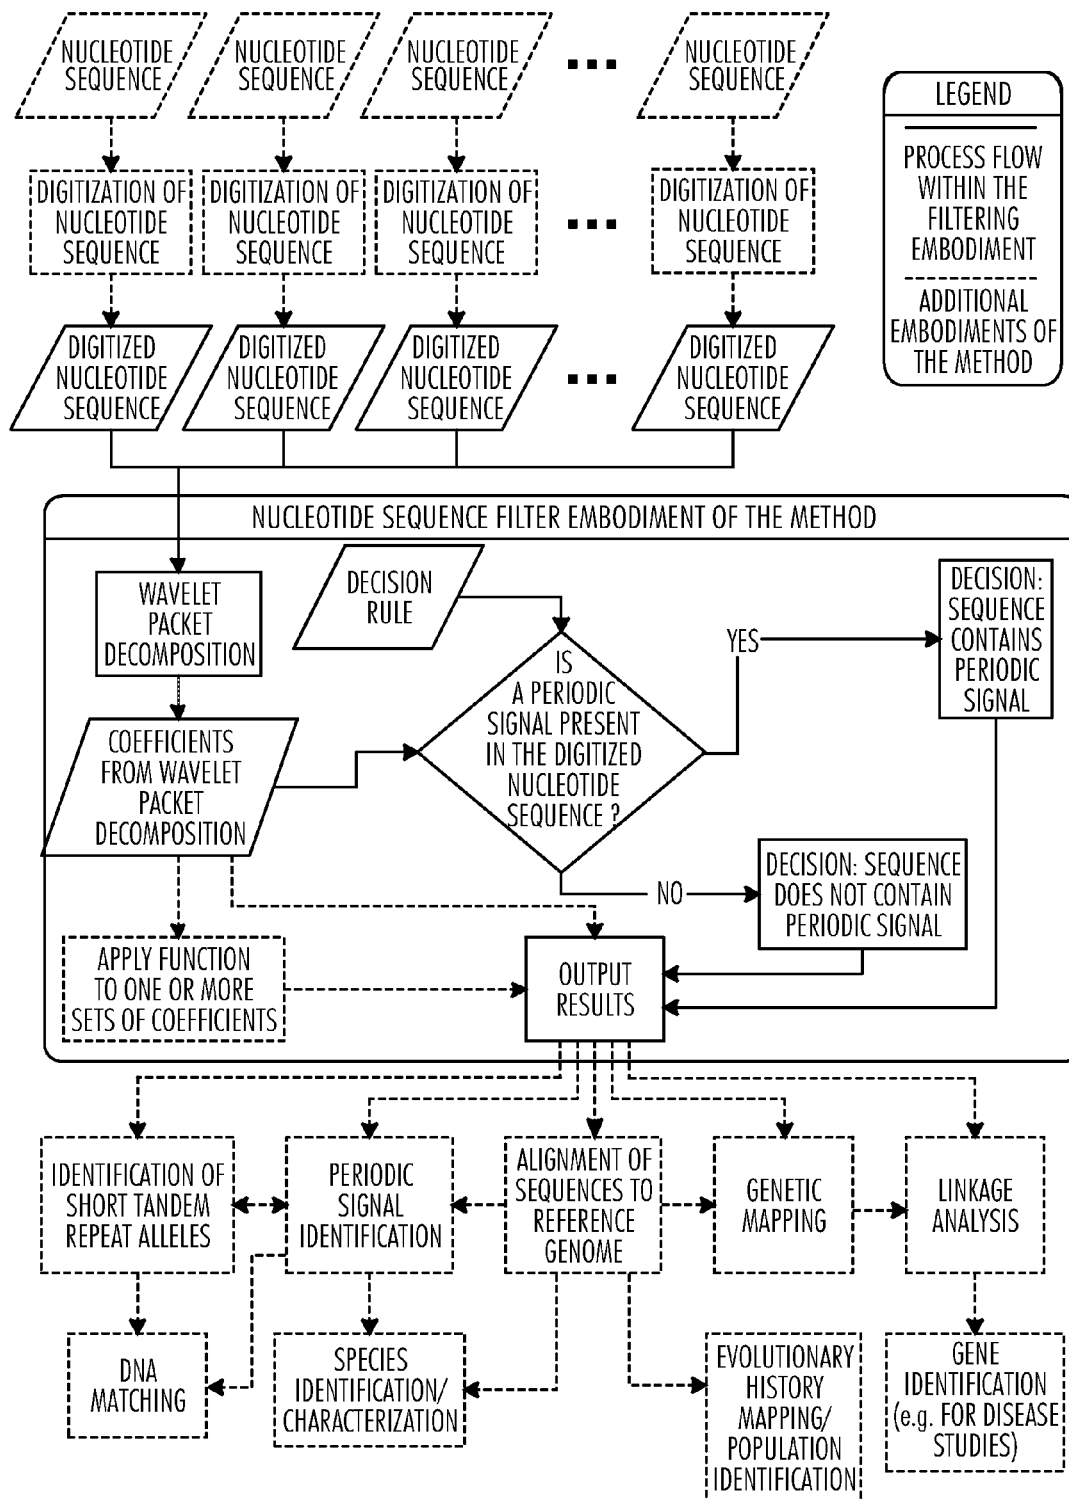 NUCLEOTIDE
SEQUENCE
NUCLEOTIDE
SEQUENCE
NUCLEOTIDE
SEQUENCE
NUCLEOTIDE
SEQUENCE
LEGEND
PROCESS FLOW
WITHIN THE
FILTERING
EMBODIMENT
ADDITIONAL
EMBODIMENTS OF
THE METHOD
DIGITIZATION OF
NUCLEOTIDE
SEQUENCE
DIGITIZATION OF
NUCLEOTIDE
SEQUENCE
DIGITIZATION OF
NUCLEOTIDE
SEQUENCE
DIGITIZATION OF
NUCLEOTIDE
SEQUENCE
DIGITIZED
NUCLEOTIDE
SEQUENCE
DIGITIZED
NUCLEOTIDE
SEQUENCE
DIGITIZED
NUCLEOTIDE
SEQUENCE
DIGITIZED
NUCLEOTIDE
SEQUENCE
NUCLEOTIDE SEQUENCE FILTER EMBODIMENT OF THE METHOD
WAVELET
PACKET
DECOMPOSITION
DECISION
RULE
IS
A PERIODIC
SIGNAL PRESENT
IN THE DIGITIZED
NUCLEOTIDE
SEQUENCE ?
YES
DECISION:
SEQUENCE
CONTAINS
PERIODIC
SIGNAL
COEFFICIENTS
FROM WAVELET
PACKET
DECOMPOSITION
NO
DECISION: SEQUENCE
DOES NOT CONTAIN
PERIODIC SIGNAL
APPLY FUNCTION
TO ONE OR MORE
SETS OF COEFFICIENTS
OUTPUT
RESULTS
IDENTIFICATION OF
SHORT TANDEM
REPEAT ALLELES
PERIODIC
SIGNAL
IDENTIFICATION
ALIGNMENT OF
SEQUENCES TO
REFERENCE
GENOME
GENETIC
MAPPING
LINKAGE
ANALYSIS
DNA
MATCHING
SPECIES
IDENTIFICATION/
CHARACTERIZATION
EVOLUTIONARY
HISTORY
MAPPING/
POPULATION
IDENTIFICATION
GENE
IDENTIFICATION
(e.g. FOR DISEASE
STUDIES)